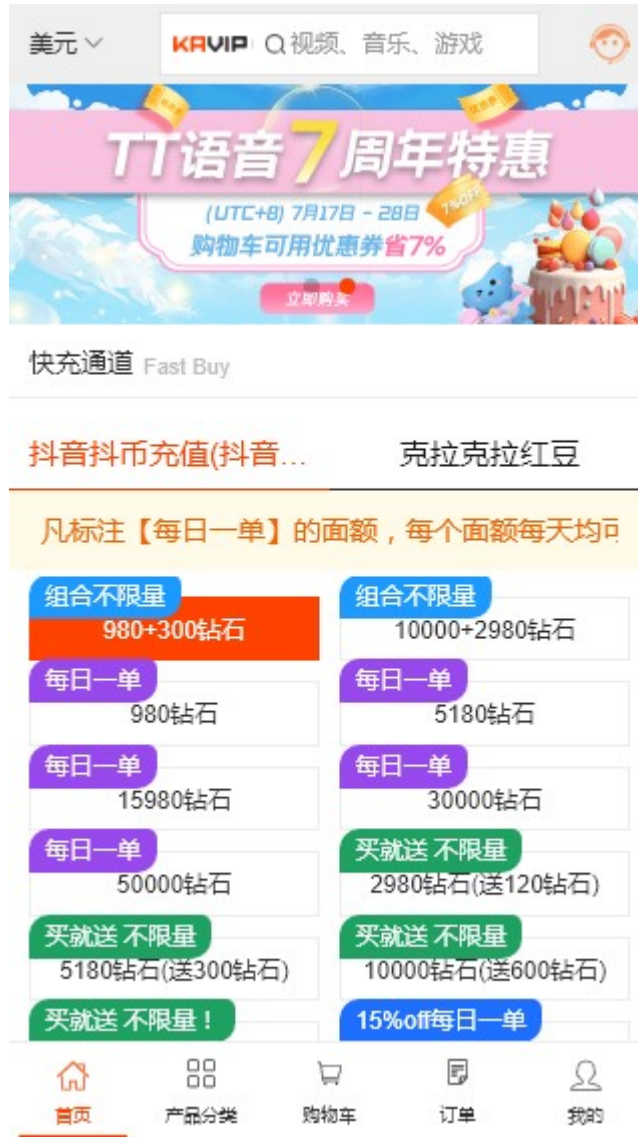 美元
KAVIP 视频、音乐、游戏
TT语音7周年特惠
(UTC+8) 7月17日 - 28日
7%OFF
购物车可用优惠券省7%
立即购买
快充通道 Fast Buy
抖音抖币充值(抖音...
克拉克拉红豆
凡标注【每日一单】的面额，每个面额每天均可
组合不限量
980+300钻石
组合不限量
10000+2980钻石
每日一单
980钻石
每日一单
5180钻石
每日一单
15980钻石
每日一单
30000钻石
每日一单
50000钻石
买就送 不限量
2980钻石(送120钻石)
买就送 不限量
5180钻石(送300钻石)
买就送 不限量
10000钻石(送600钻石)
买就送 不限量！
15%off每日一单
首页
产品分类
购物车
订单
我的